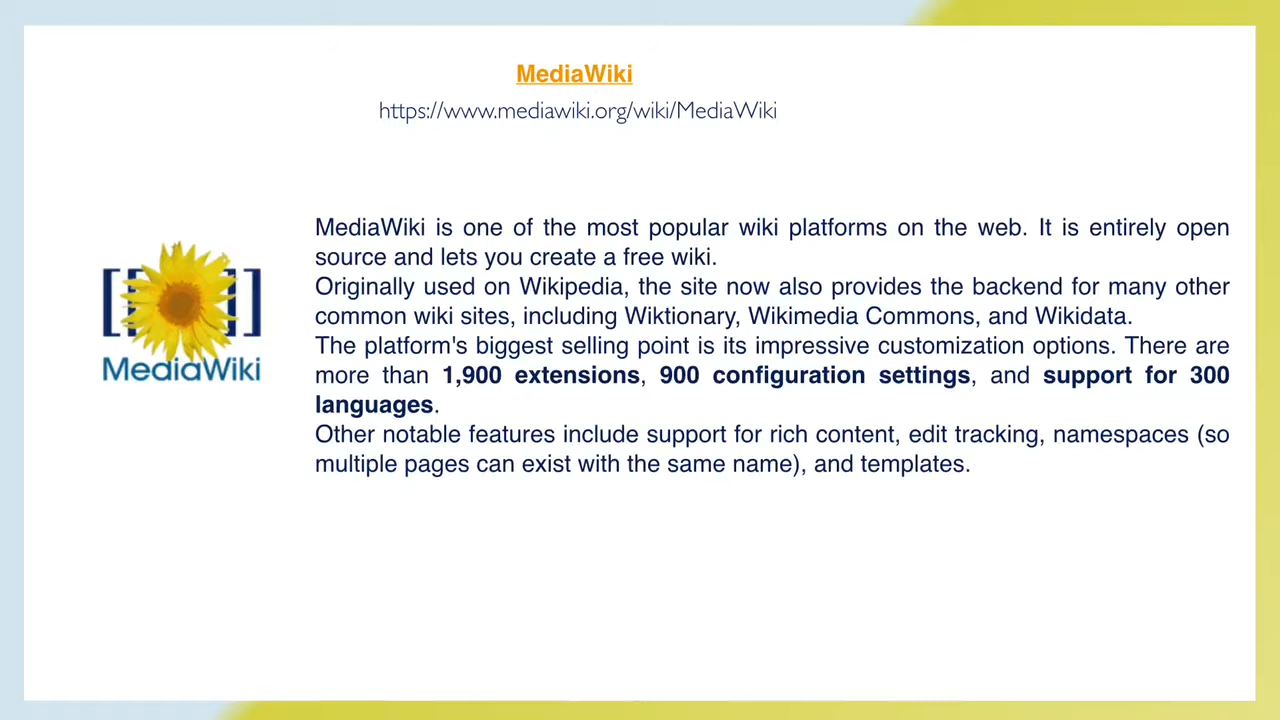 MediaWiki
https://www.mediawiki.org/wiki/MediaWiki
MediaWiki is one of the most popular wiki platforms on the web. It is entirely open
source and lets you create a free wiki.
Originally used on Wikipedia, the site now also provides the backend for many other
common wiki sites, including Wiktionary, Wikimedia Commons, and Wikidata.
The platform's biggest selling point is its impressive customization options. There are
more than 1,900 extensions, 900 configuration settings, and support for 300
languages.
Other notable features include support for rich content, edit tracking, namespaces (so
multiple pages can exist with the same name), and templates.
[[ ]]
MediaWiki